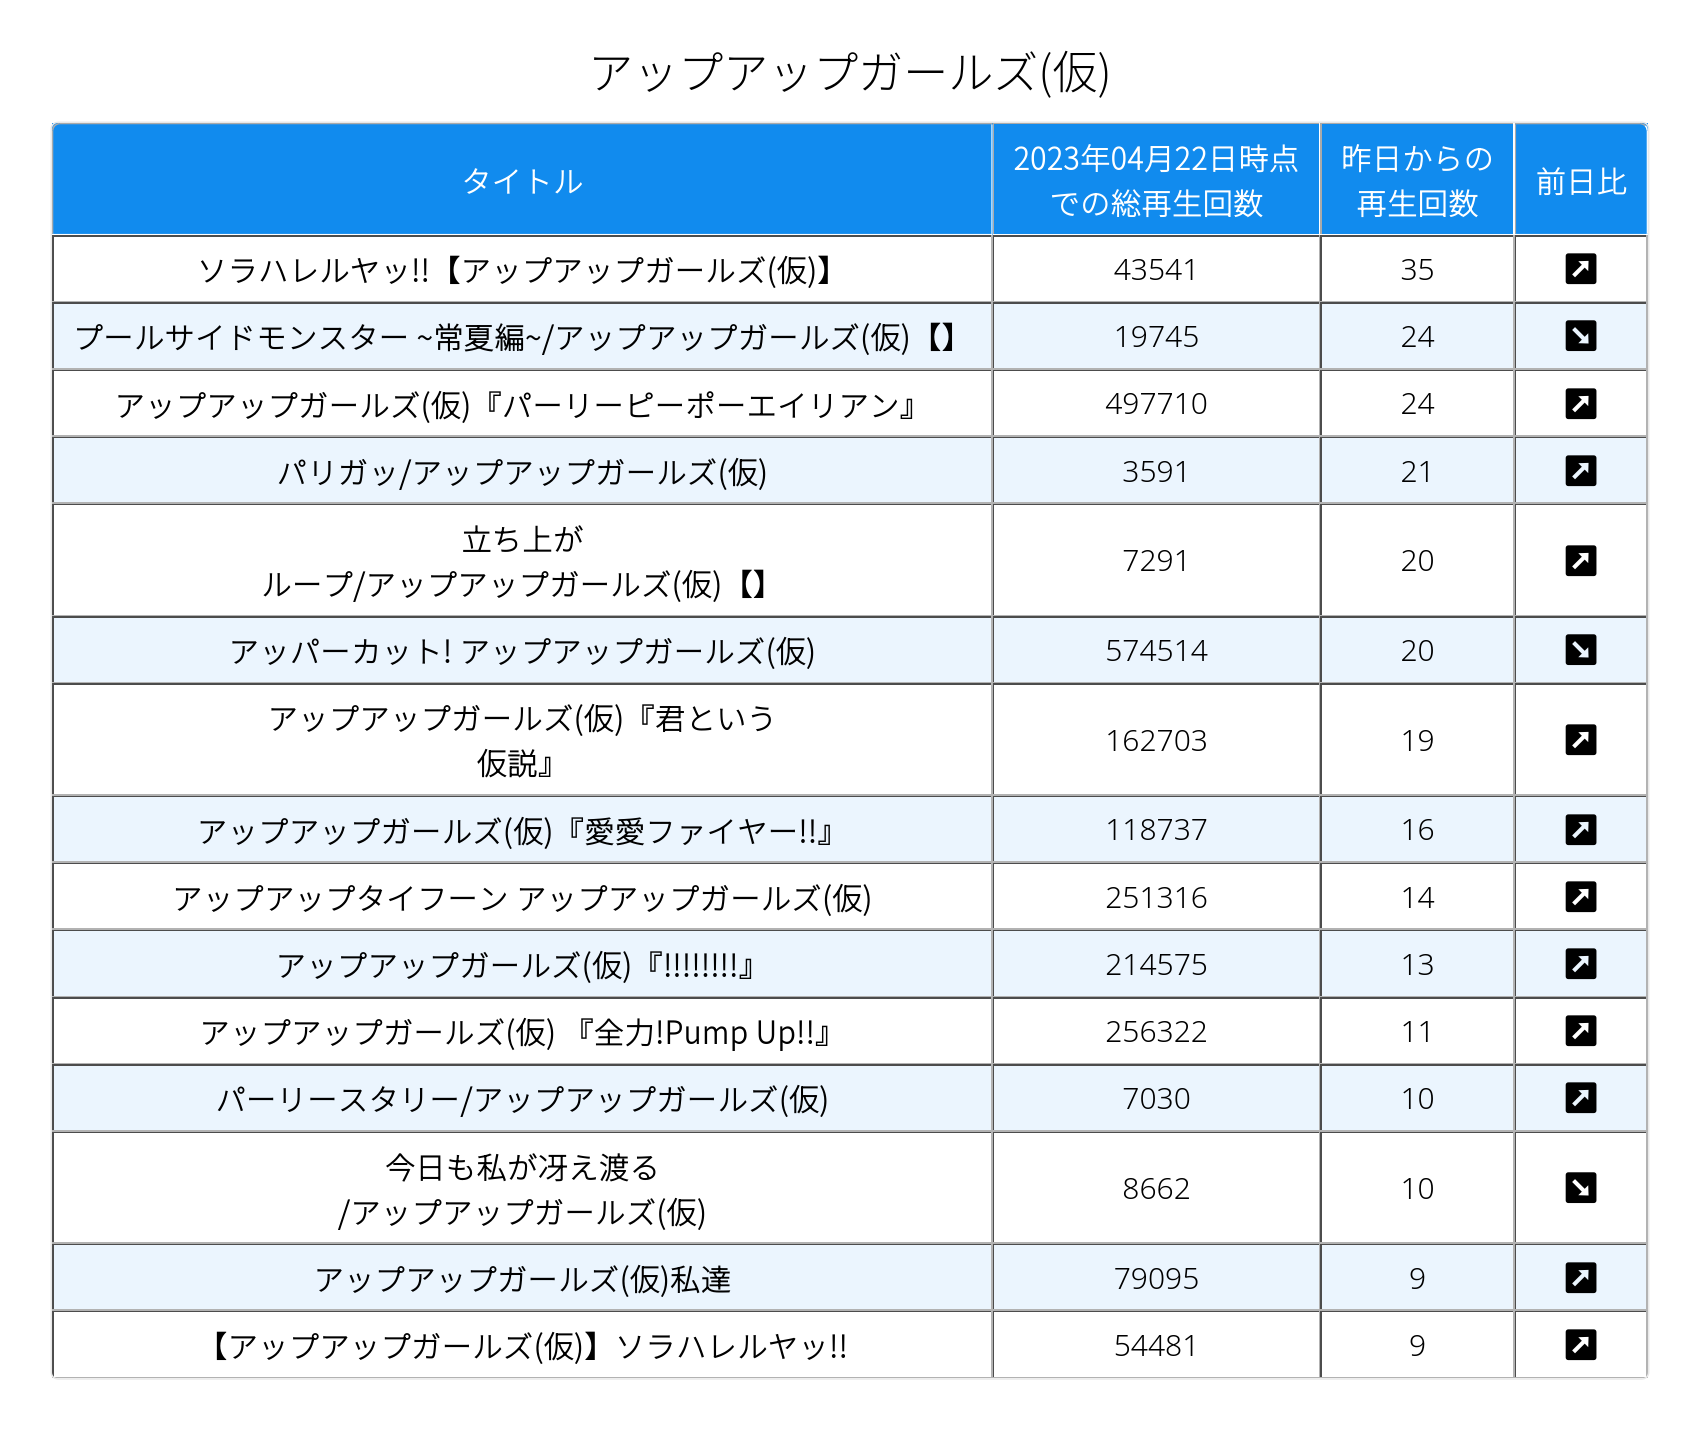 アップアップガールズ(仮)
タイトル
2023年04月22日時点
での総再生回数
昨日からの
再生回数
前日比
ソラハレルヤッ!!【アップアップガールズ(仮)】 43541 35
プールサイドモンスター ~常夏編~/アップアップガールズ(仮)【】 19745 24
アップアップガールズ(仮)『パーリーピーポーエイリアン』 497710 24
パリガッ/アップアップガールズ(仮) 3591 21
立ち上が
ループ/アップアップガールズ(仮)【】 7291 20
アッパーカット! アップアップガールズ(仮) 574514 20
アップアップガールズ(仮)『君という
仮説』 162703 19
アップアップガールズ(仮)『愛愛ファイヤー!!』 118737 16
アップアップタイフーン アップアップガールズ(仮) 251316 14
アップアップガールズ(仮)『!!!!!!!!』 214575 13
アップアップガールズ(仮) 『全力!Pump Up!!』 256322 11
パーリースタリー/アップアップガールズ(仮) 7030 10
今日も私が冴え渡る
/アップアップガールズ(仮) 8662 10
アップアップガールズ(仮)私達 79095 9
【アップアップガールズ(仮)】ソラハレルヤッ!! 54481 9